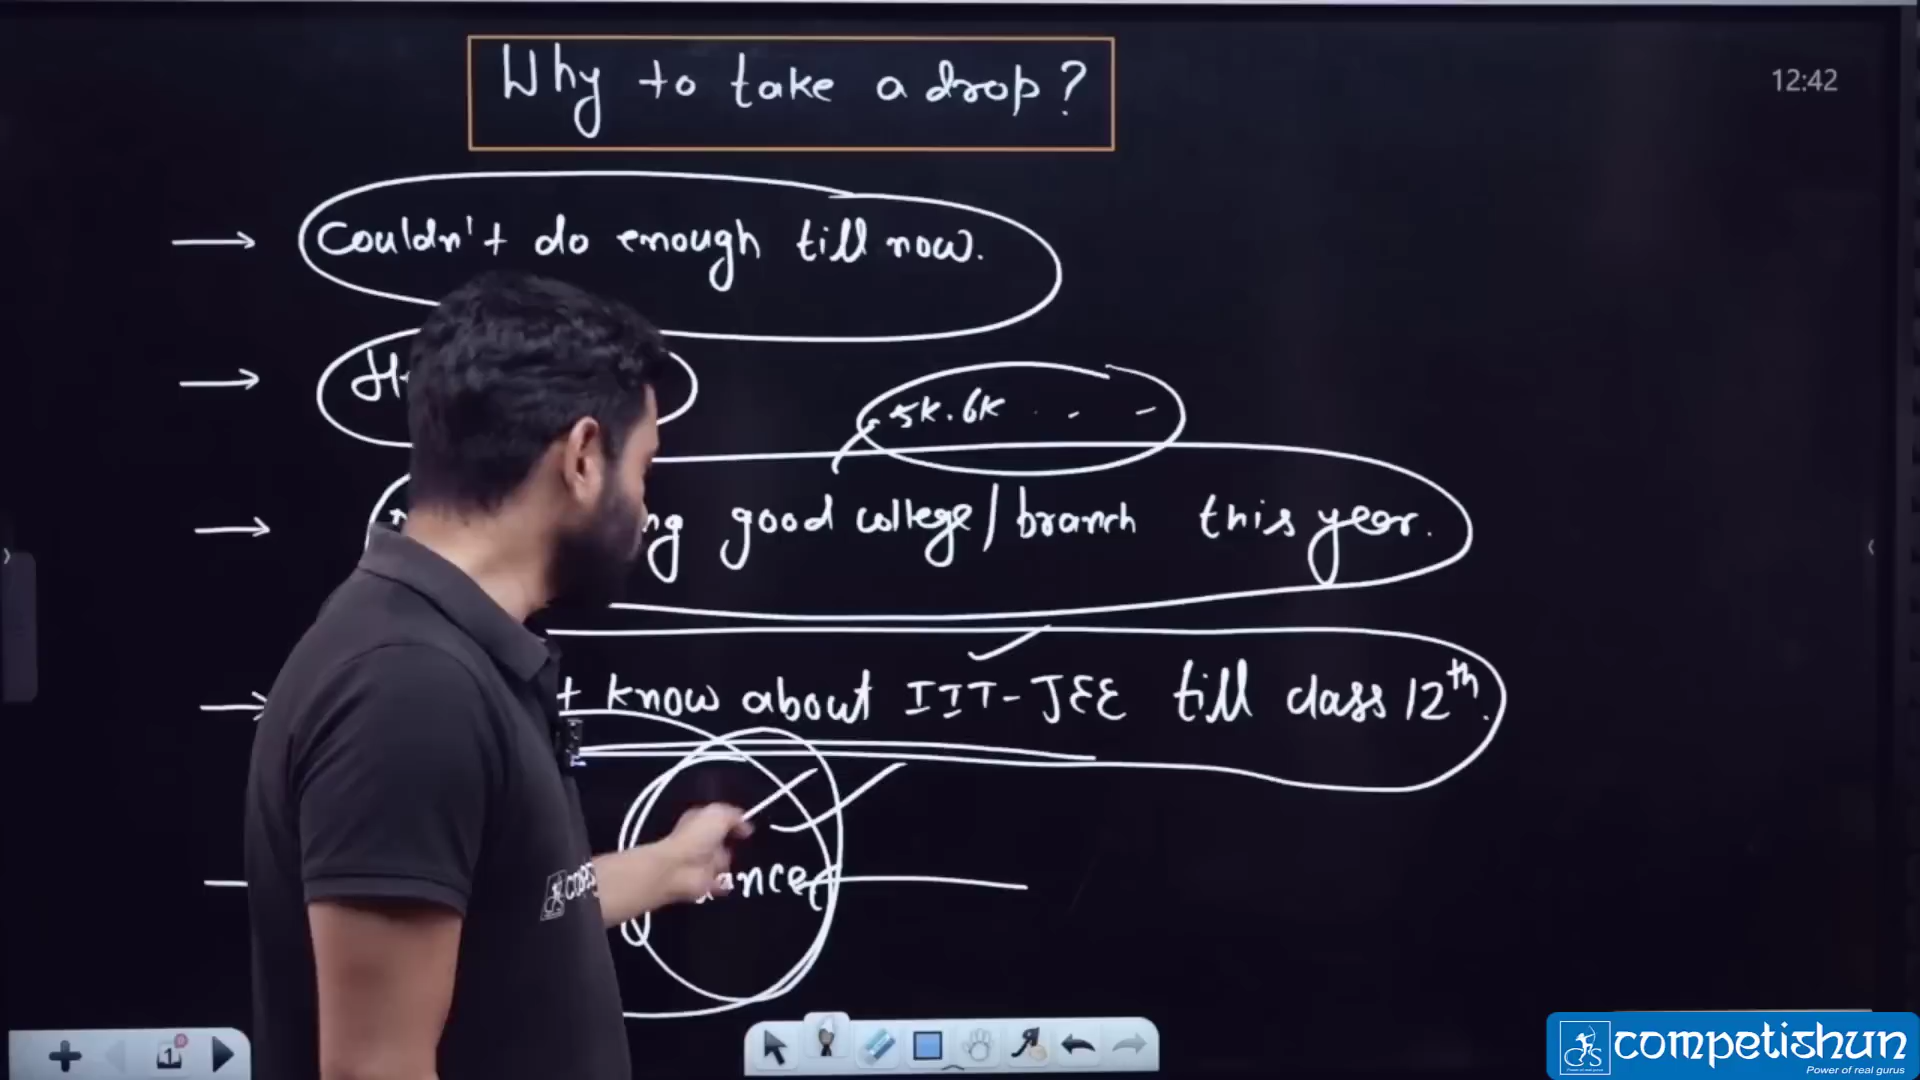 Why to take a drop?
12:42
Couldn't do enough till now.
5K. 6K . . -
good college/branch this year.
know about IIT-JEE till class 12th.
1
competishun
Power of real gurus